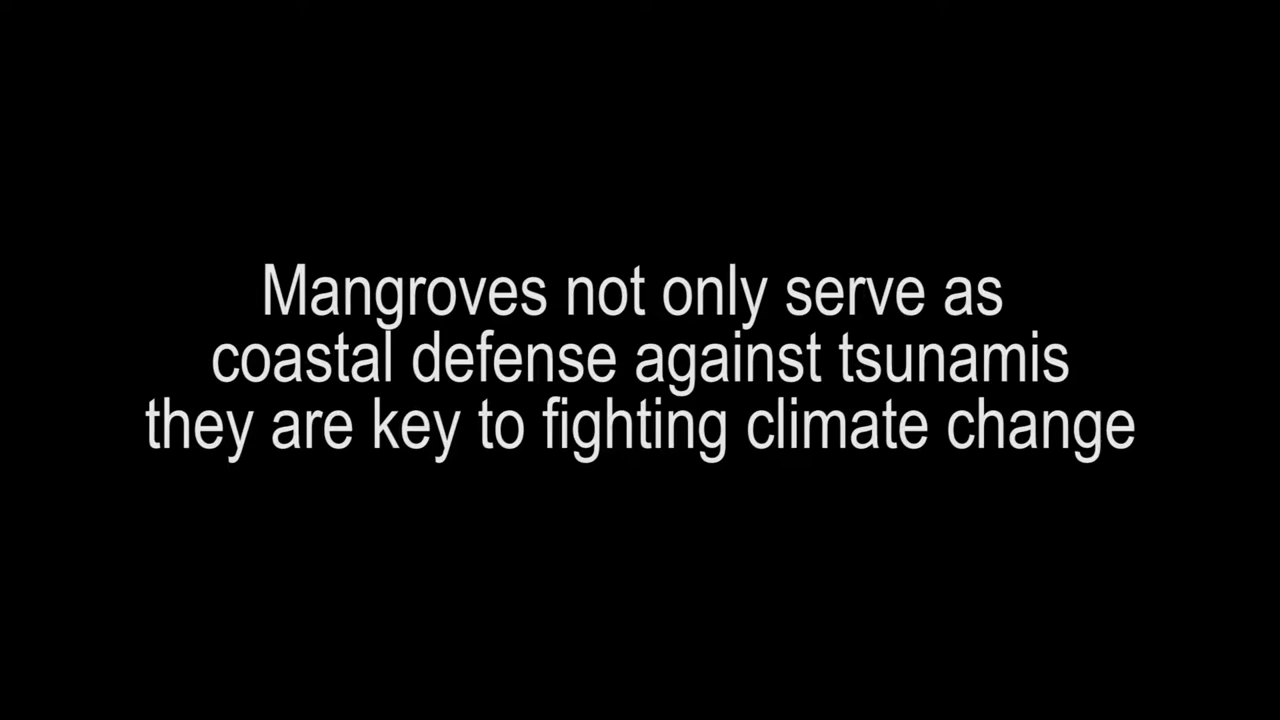 Mangroves not only serve as
coastal defense against tsunamis
they are key to fighting climate change